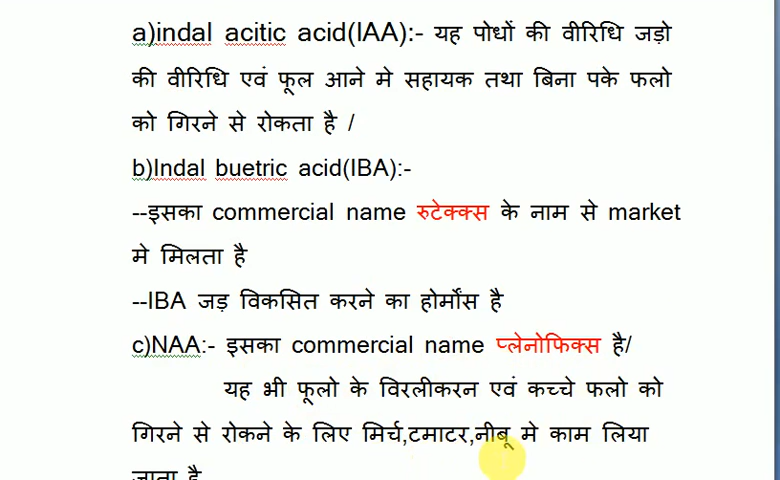 a)indal acitic acid(IAA):- यह पोधों की वीरिधि जड़ो
की वीरिधि एवं फूल आने मे सहायक तथा बिना पके फलो
को गिरने से रोकता है /
b)Indal buetric acid(IBA):-
--इसका commercial name रुटेक्क्स के नाम से market
मे मिलता है
--IBA जड़ विकसित करने का होर्मोंस है
c)NAA:- इसका commercial name प्लेनोफिक्स है/
यह भी फूलो के विरलीकरन एवं कच्चे फलो को
गिरने से रोकने के लिए मिर्च,टमाटर,नीबू मे काम लिया
जाता है